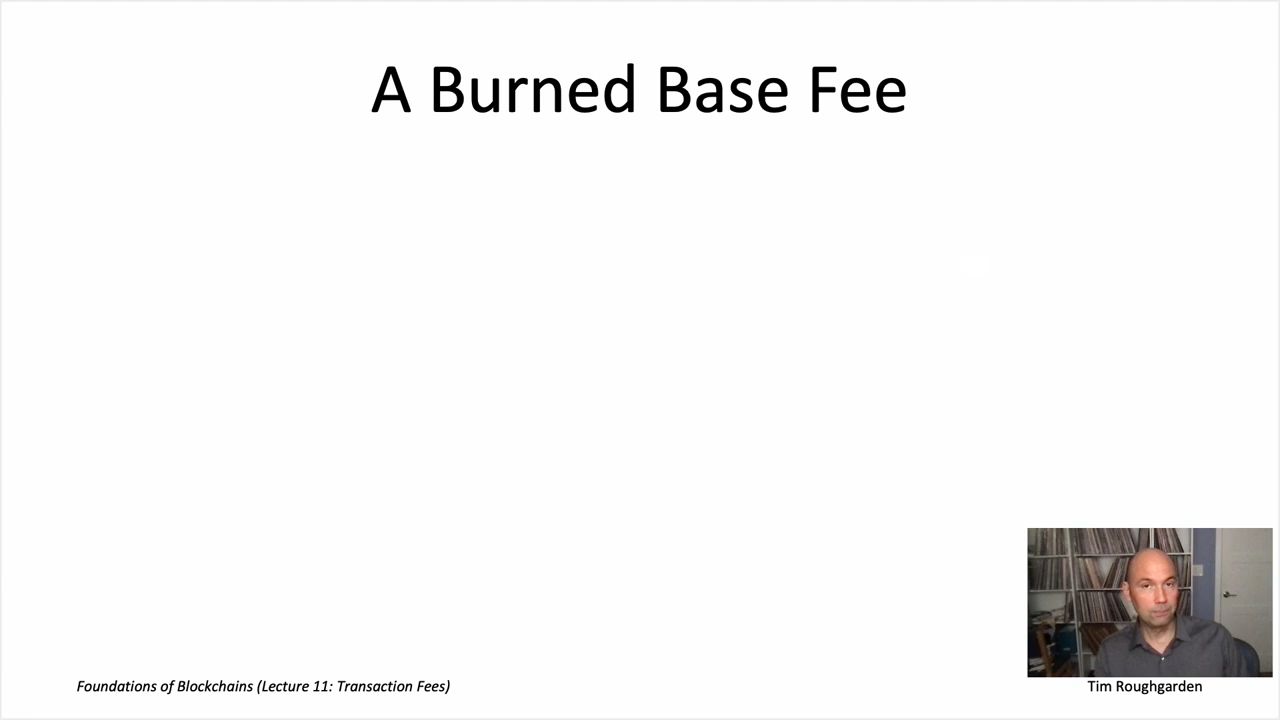 A Burned Base Fee
Foundations of Blockchains (Lecture 11: Transaction Fees)
Tim Roughgarden